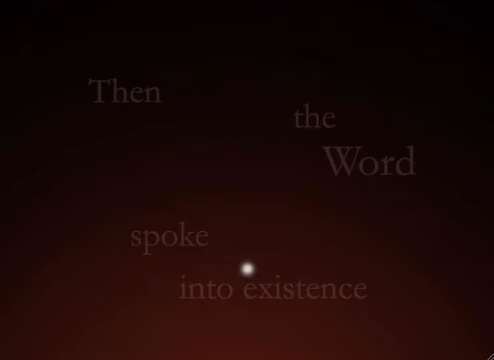 Then
the
Word
spoke
into existence